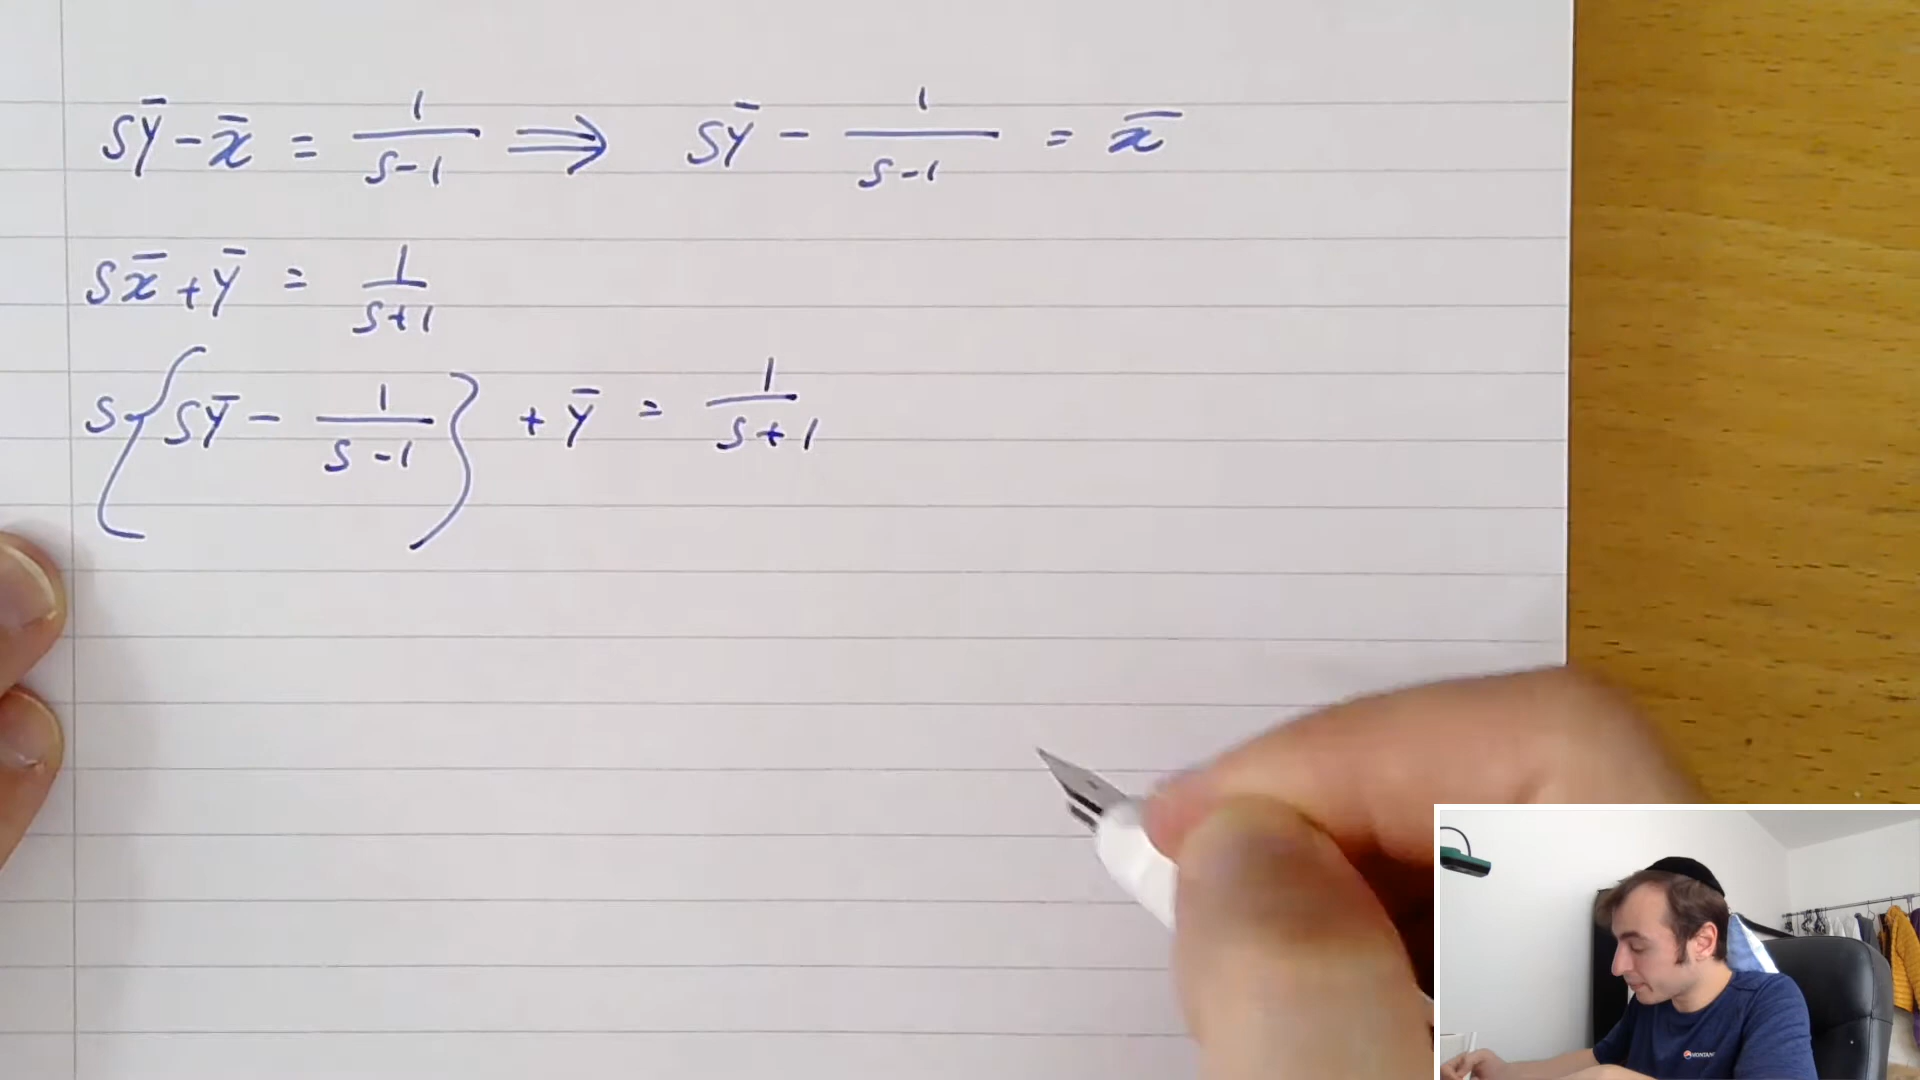 sȳ - x̄ = 1/(s-1) ⟹ sȳ - 1/(s-1) = x̄
sx̄ + ȳ = 1/(s+1)
s{sȳ - 1/(s-1)} + ȳ = 1/(s+1)